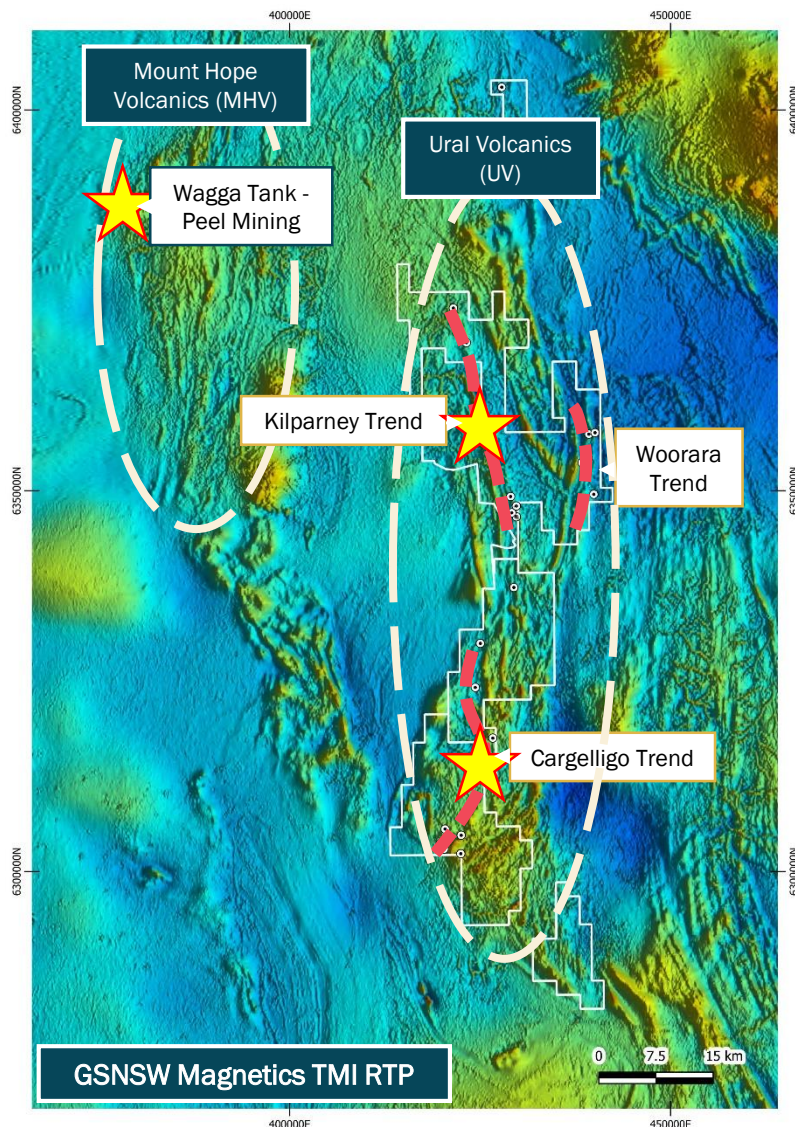 400000E
450000E
6400000N
6400000N
Mount Hope
Volcanics (MHV)
Ural Volcanics
(UV)
Wagga Tank -
Peel Mining
Kilparney Trend
Woorara
Trend
6350000N
6350000N
Cargelligo Trend
6300000N
6300000N
0 7.5 15 km
GSNSW Magnetics TMI RTP
400000E
450000E